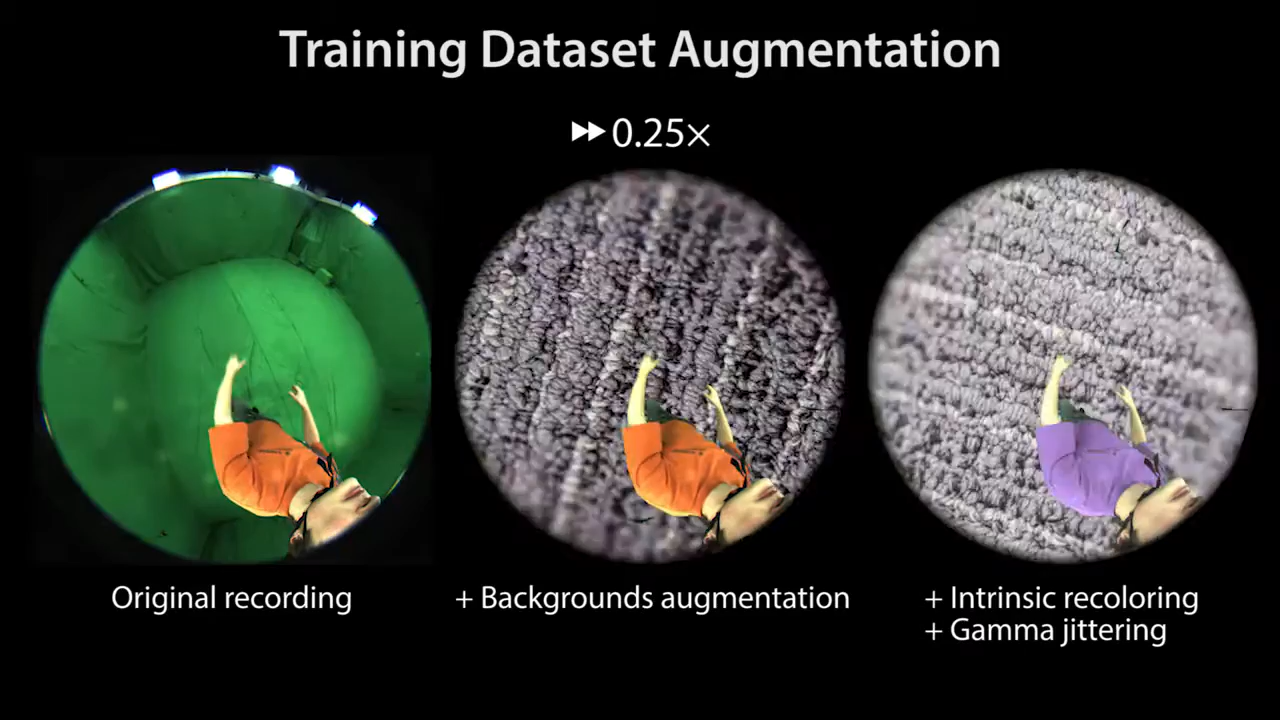 Training Dataset Augmentation
0.25×
Original recording
+ Backgrounds augmentation
+ Intrinsic recoloring
+ Gamma jittering